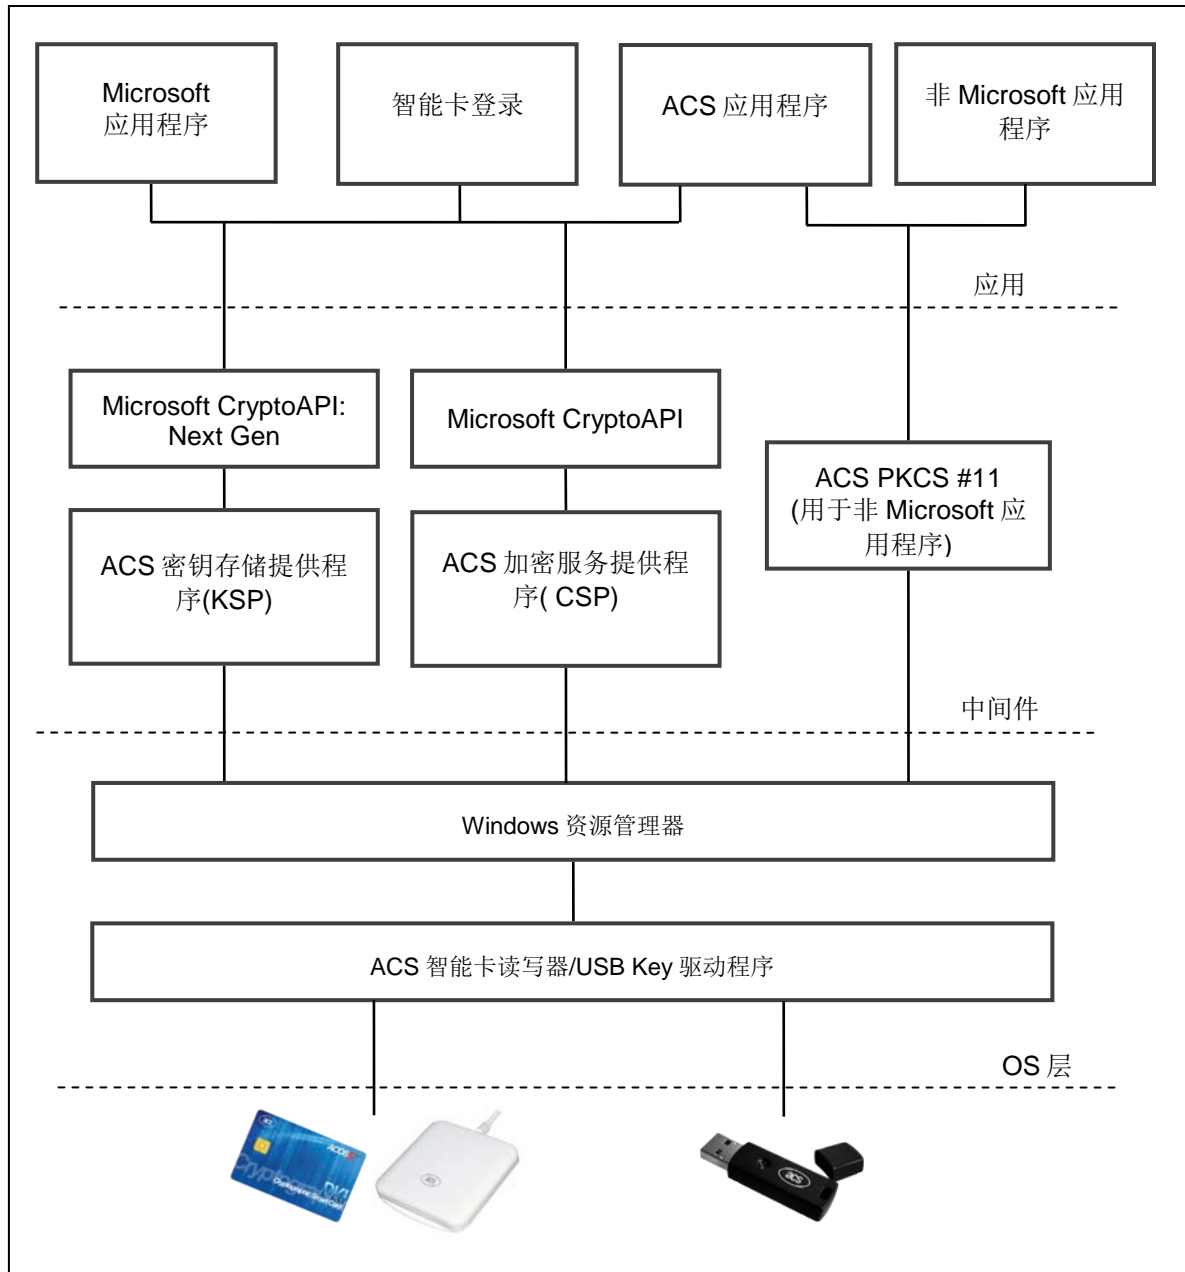 Microsoft
应用程序
智能卡登录
ACS 应用程序
非 Microsoft 应用
程序
应用
Microsoft CryptoAPI:
Next Gen
Microsoft CryptoAPI
ACS PKCS #11
(用于非 Microsoft 应
用程序)
ACS 密钥存储提供程
序(KSP)
ACS 加密服务提供程
序( CSP)
中间件
Windows 资源管理器
ACS 智能卡读写器/USB Key 驱动程序
OS 层
ACS